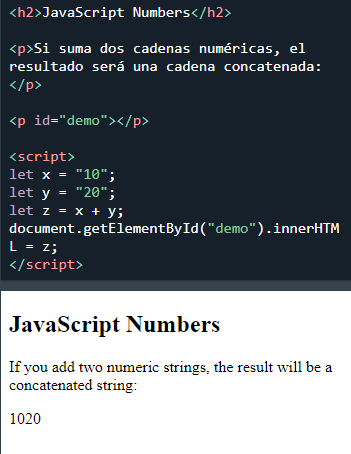 <h2>JavaScript Numbers</h2>
<p>Si suma dos cadenas numéricas, el
resultado será una cadena concatenada:
</p>
<p id="demo"></p>
<script>
let x = "10";
let y = "20";
let z = x + y;
document.getElementById("demo").innerHTM
L = z;
</script>
JavaScript Numbers
If you add two numeric strings, the result will be a
concatenated string:
1020